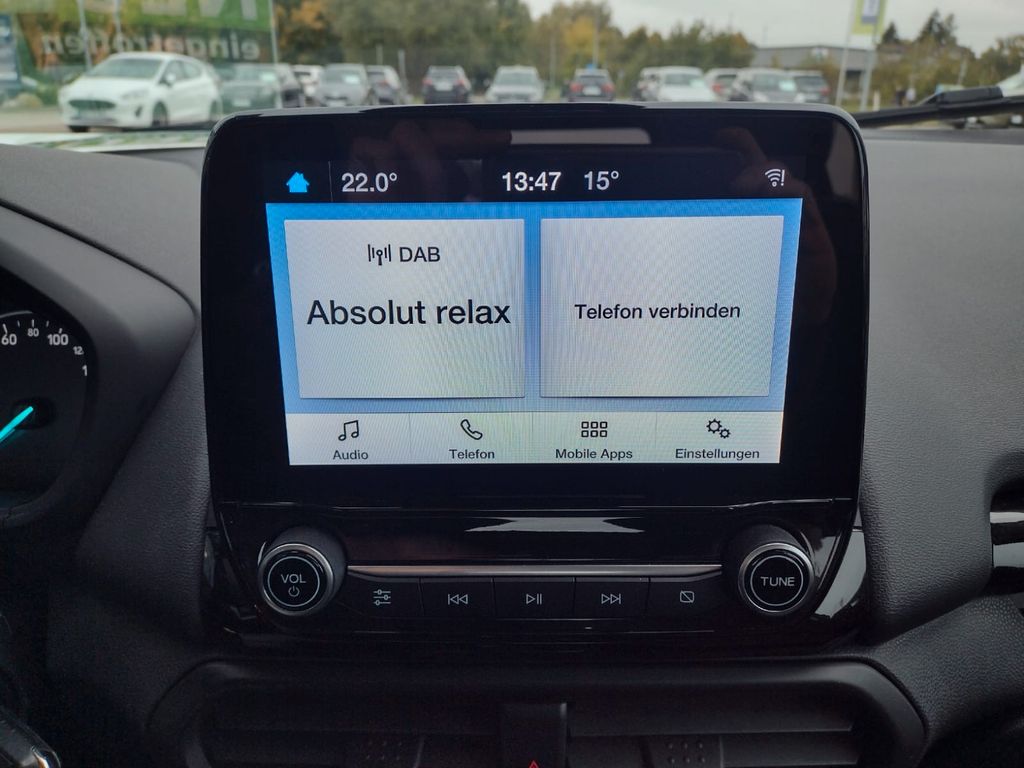 eingetroffen
22.0° 13:47 15°
DAB
Absolut relax
Telefon verbinden
Audio Telefon Mobile Apps Einstellungen
60 80 100
VOL
TUNE